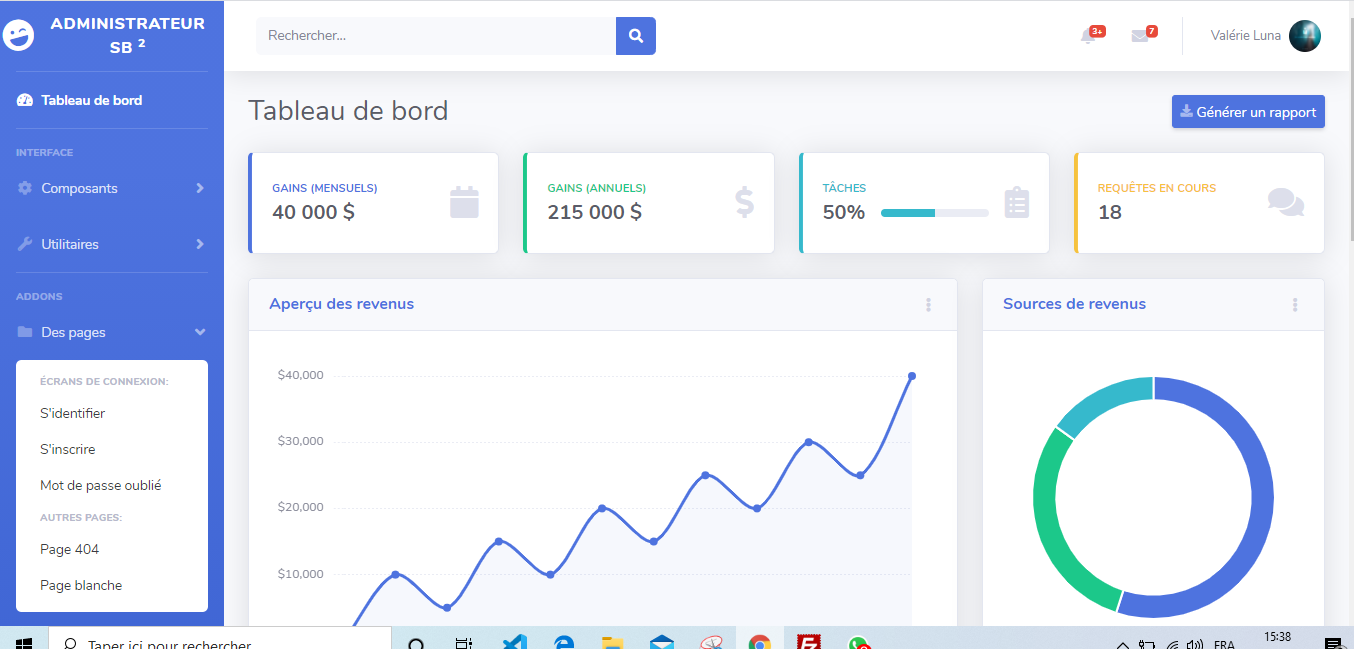 ADMINISTRATEUR
SB 2
Rechercher...
3+
7
Valérie Luna
Tableau de bord
INTERFACE
Composants
Utilitaires
ADDONS
Des pages
ÉCRANS DE CONNEXION:
S'identifier
S'inscrire
Mot de passe oublié
AUTRES PAGES:
Page 404
Page blanche
Tableau de bord
Générer un rapport
GAINS (MENSUELS)
40 000 $
GAINS (ANNUELS)
215 000 $
TÂCHES
50%
REQUÊTES EN COURS
18
Aperçu des revenus
$40,000
$30,000
$20,000
$10,000
Sources de revenus
Taper ici pour rechercher
FRA
15:38